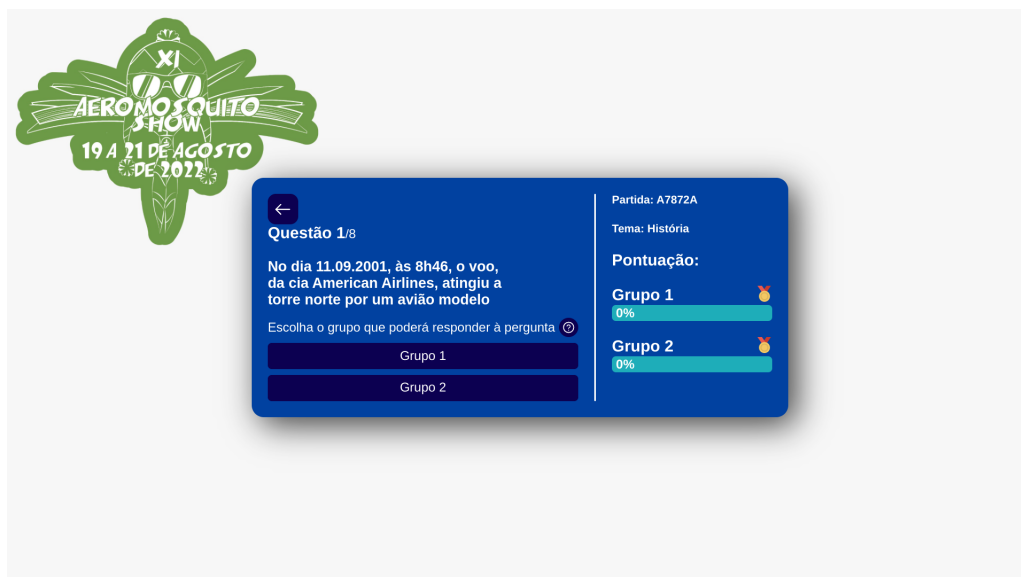 XI
AEROMOSQUITO
SHOW
19 A 21 DE AGOSTO
DE 2022
Questão 1/8
No dia 11.09.2001, às 8h46, o voo,
da cia American Airlines, atingiu a
torre norte por um avião modelo
Escolha o grupo que poderá responder à pergunta
Grupo 1
Grupo 2
Partida: A7872A
Tema: História
Pontuação:
Grupo 1
0%
Grupo 2
0%